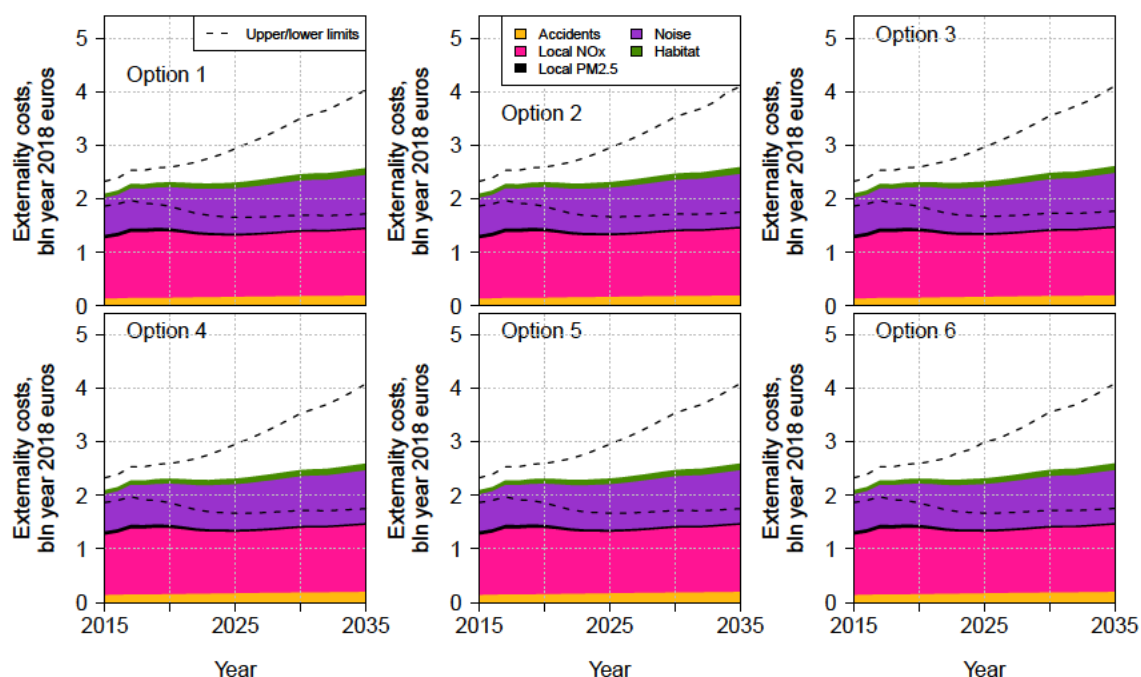 Upper/lower limits
Accidents
Noise
Local NOx
Habitat
Local PM2.5
Option 1
Option 2
Option 3
Externality costs,
bln year 2018 euros
5
4
3
2
1
0
Externality costs,
bln year 2018 euros
5
4
3
2
1
0
Externality costs,
bln year 2018 euros
5
4
3
2
1
0
Option 4
Option 5
Option 6
Externality costs,
bln year 2018 euros
5
4
3
2
1
0
Externality costs,
bln year 2018 euros
5
4
3
2
1
0
Externality costs,
bln year 2018 euros
5
4
3
2
1
0
2015 2025 2035
2015 2025 2035
2015 2025 2035
Year
Year
Year